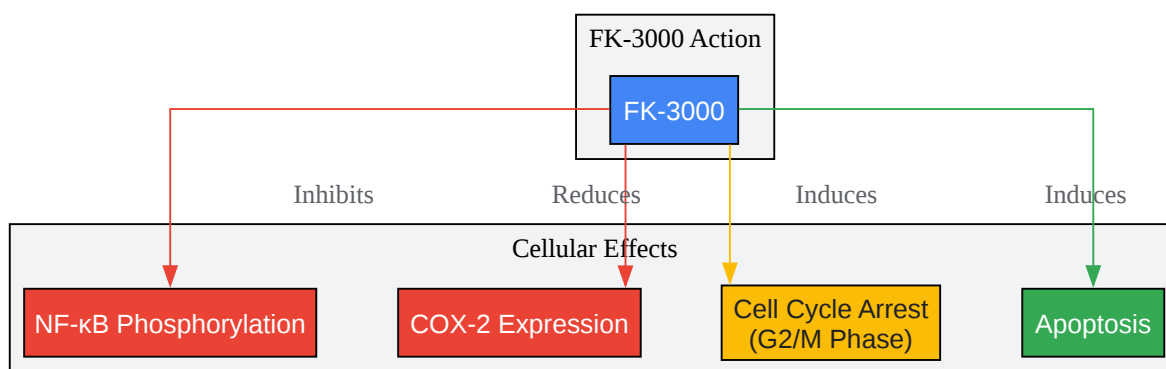 FK-3000 Action
FK-3000
Inhibits
Reduces
Induces
Induces
Cellular Effects
NF-κB Phosphorylation
COX-2 Expression
Cell Cycle Arrest
(G2/M Phase)
Apoptosis